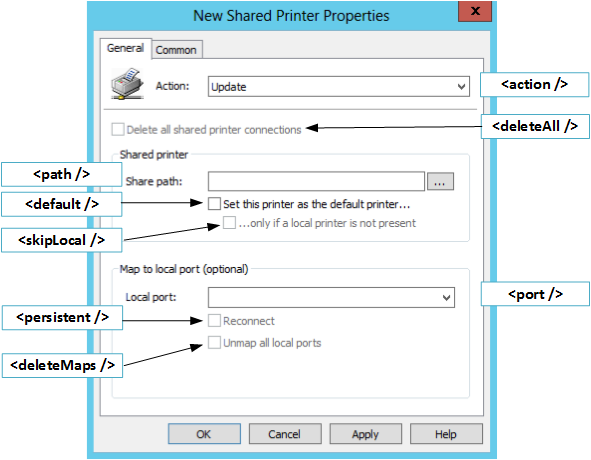 New Shared Printer Properties
x
General
Common
Action:
Update
<action />
Delete all shared printer connections
<deleteAll />
Shared printer
<path />
Share path:
...
<default />
Set this printer as the default printer...
<skipLocal />
...only if a local printer is not present
Map to local port (optional)
Local port:
<port />
<persistent />
Reconnect
Unmap all local ports
<deleteMaps />
OK
Cancel
Apply
Help